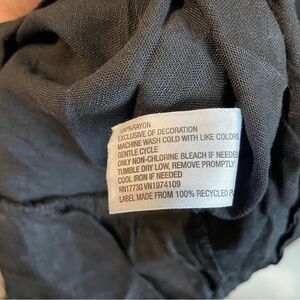 RAYON
EXCLUSIVE OF DECORATION
MACHINE WASH COLD WITH LIKE COLORS
GENTLE CYCLE
ONLY NON-CHLORINE BLEACH IF NEEDED
TUMBLE DRY LOW, REMOVE PROMPTLY
COOL IRON IF NEEDED
RN17730 VN1974109
LABEL MADE FROM 100% RECYCLED